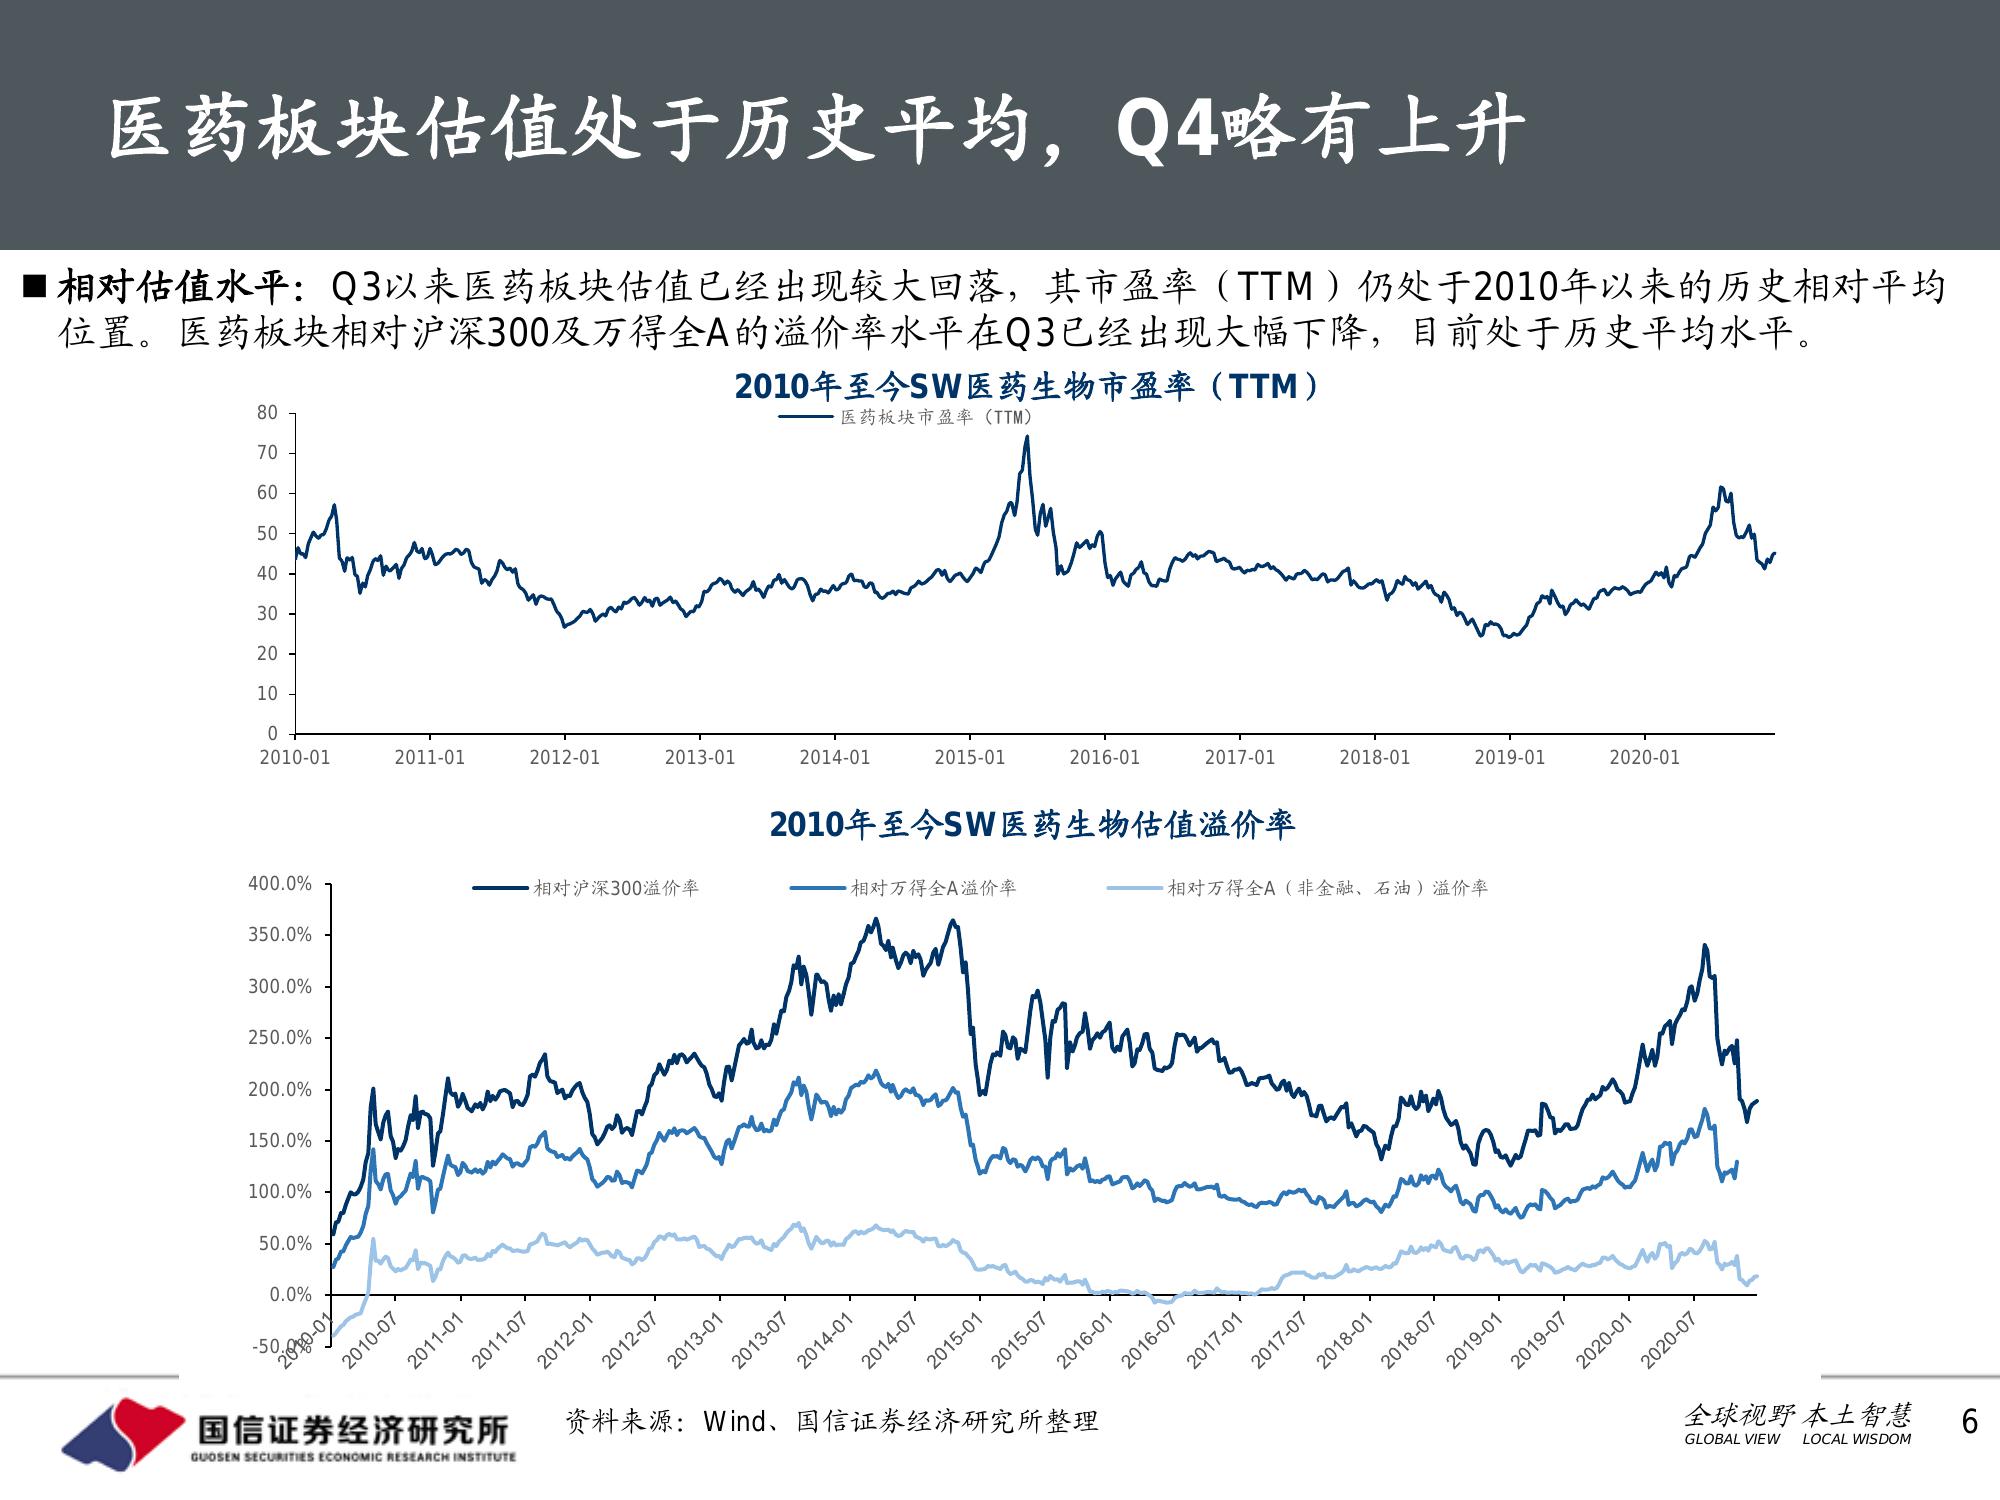 医药板块估值处于历史平均，Q4略有上升
■相对估值水平：Q3以来医药板块估值已经出现较大回落，其市盈率（TTM）仍处于2010年以来的历史相对平均
位置。医药板块相对沪深300及万得全A的溢价率水平在Q3已经出现大幅下降，目前处于历史平均水平。
2010年至今SW医药生物市盈率（TTM）
医药板块市盈率（TTM）
80
70
60
50
40
30
20
10
0
2010-01 2011-01 2012-01 2013-01 2014-01 2015-01 2016-01 2017-01 2018-01 2019-01 2020-01
2010年至今SW医药生物估值溢价率
相对沪深300溢价率 相对万得全A溢价率 相对万得全A（非金融、石油）溢价率
400.0%
350.0%
300.0%
250.0%
200.0%
150.0%
100.0%
50.0%
0.0%
-50.0%
2010-01 2010-07 2011-01 2011-07 2012-01 2012-07 2013-01 2013-07 2014-01 2014-07 2015-01 2015-07 2016-01 2016-07 2017-01 2017-07 2018-01 2018-07 2019-01 2019-07 2020-01 2020-07
国信证券经济研究所
GUOSEN SECURITIES ECONOMIC RESEARCH INSTITUTE
资料来源：Wind、国信证券经济研究所整理
全球视野 本土智慧
GLOBAL VIEW LOCAL WISDOM
6